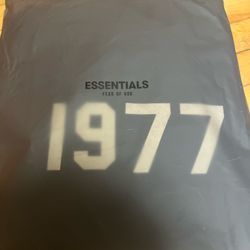 ESSENTIALS
FEAR OF GOD
1977